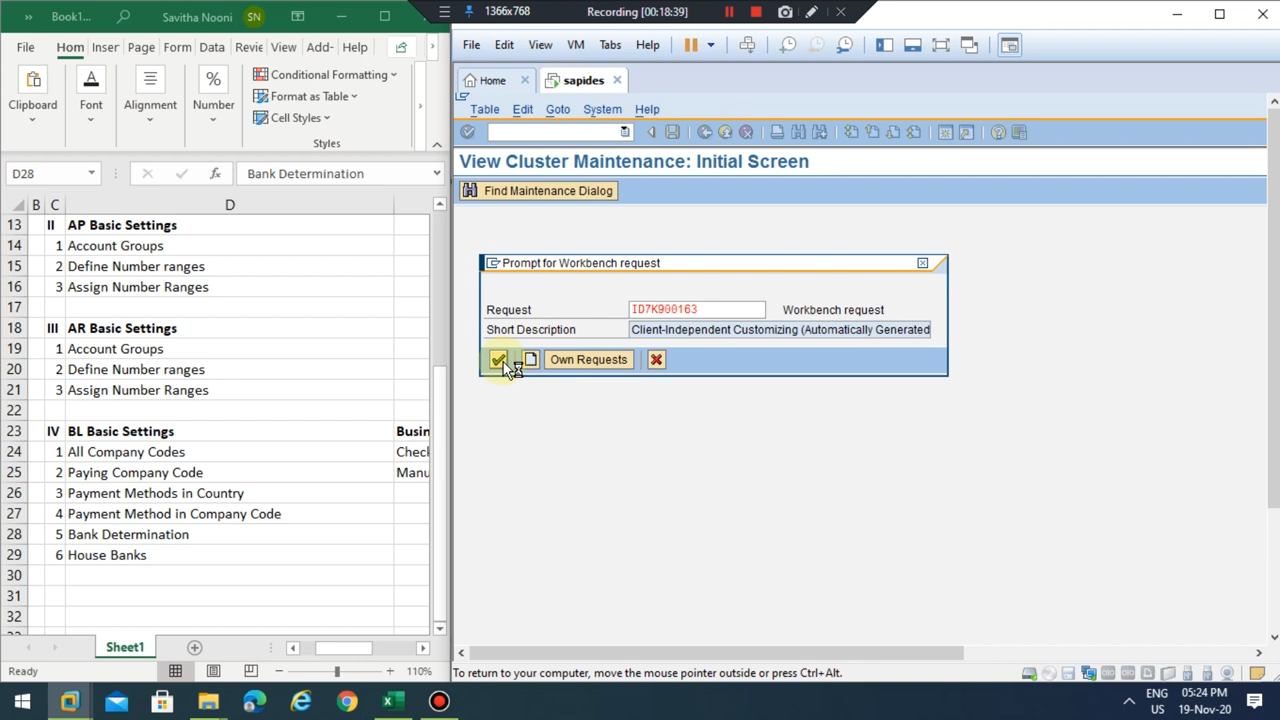 Book1...
Savitha Nooni
SN
1366x768
Recording [00:18:39]
File
Hom
Inser
Page
Form
Data
Revie
View
Add-
Help
Clipboard
Font
Alignment
Number
Conditional Formatting
Format as Table
Cell Styles
Styles
D28
fx
Bank Determination
B
C
D
13 II AP Basic Settings
14 1 Account Groups
15 2 Define Number ranges
16 3 Assign Number Ranges
17
18 III AR Basic Settings
19 1 Account Groups
20 2 Define Number ranges
21 3 Assign Number Ranges
22
23 IV BL Basic Settings Busin
24 1 All Company Codes Check
25 2 Paying Company Code Manu
26 3 Payment Methods in Country
27 4 Payment Method in Company Code
28 5 Bank Determination
29 6 House Banks
30
31
32
Sheet1
Ready
110%
File Edit View VM Tabs Help
Home
sapides
Table Edit Goto System Help
View Cluster Maintenance: Initial Screen
Find Maintenance Dialog
Prompt for Workbench request
Request ID7K900163 Workbench request
Short Description Client-Independent Customizing (Automatically Generated
Own Requests
To return to your computer, move the mouse pointer outside or press Ctrl+Alt.
ENG
US
05:24 PM
19-Nov-20